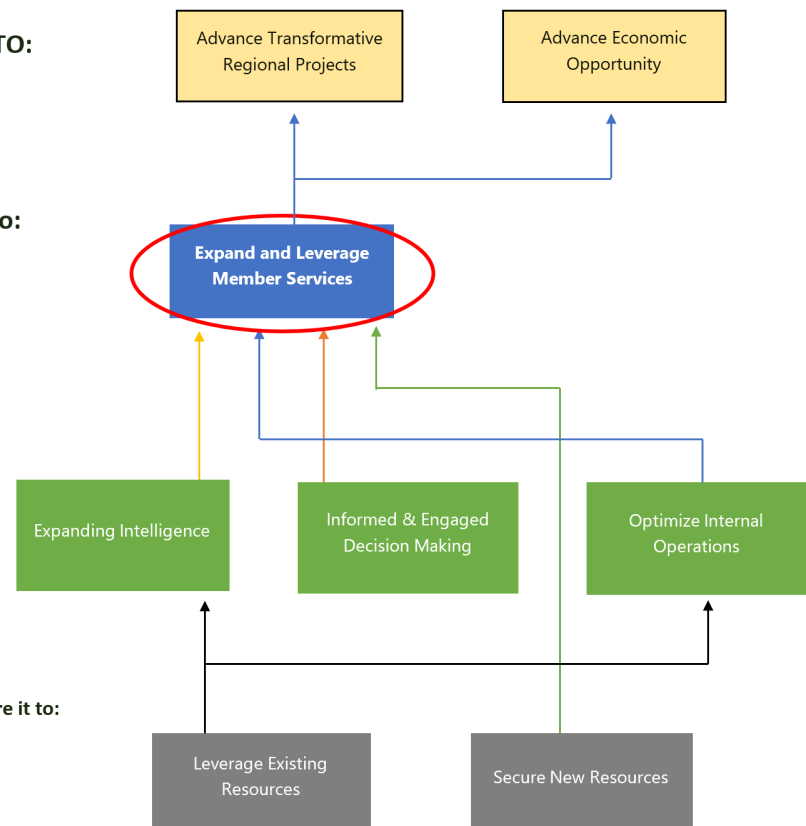 TO:
Advance Transformative
Regional Projects
Advance Economic
Opportunity
o:
Expand and Leverage
Member Services
Expanding Intelligence
Informed & Engaged
Decision Making
Optimize Internal
Operations
re it to:
Leverage Existing
Resources
Secure New Resources